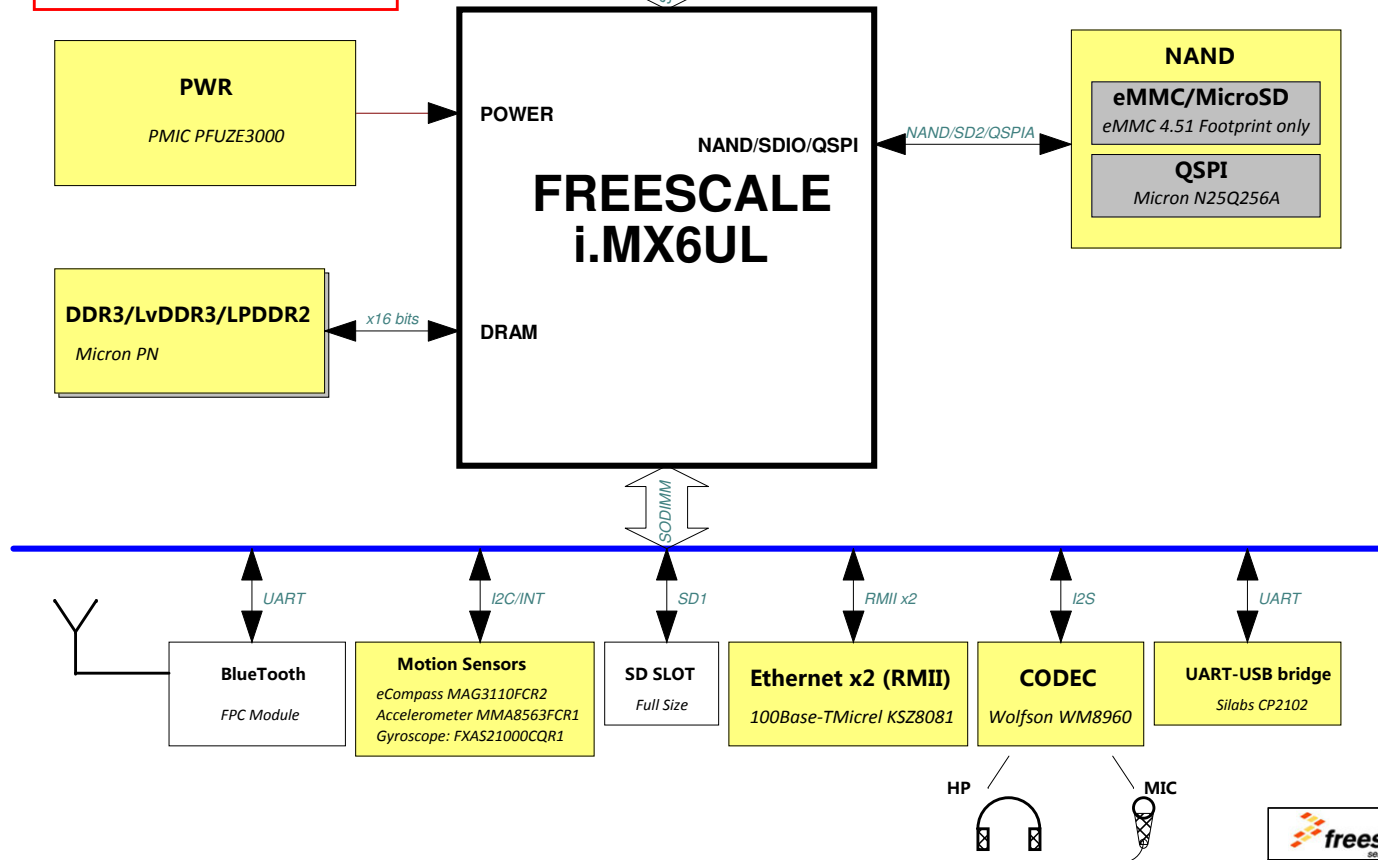 PWR
PMIC PFUZE3000
POWER
NAND/SDIO/QSPI
FREESCALE
i.MX6UL
DRAM
NAND/SD2/QSPIA
NAND
eMMC/MicroSD
eMMC 4.51 Footprint only
QSPI
Micron N25Q256A
DDR3/LvDDR3/LPDDR2
Micron PN
x16 bits
SODIMM
UART
I2C/INT
SD1
RMII x2
I2S
UART
BlueTooth
FPC Module
Motion Sensors
eCompass MAG3110FCR2
Accelerometer MMA8563FCR1
Gyroscope: FXAS21000CQR1
SD SLOT
Full Size
Ethernet x2 (RMII)
100Base-TMicrel KSZ8081
CODEC
Wolfson WM8960
UART-USB bridge
Silabs CP2102
HP
MIC
frees